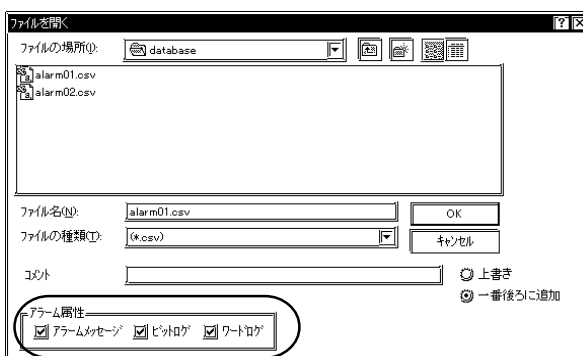 ファイルを開く
ファイルの場所(I):
database
alarm01.csv
alarm02.csv
ファイル名(N):
alarm01.csv
OK
ファイルの種類(T):
(*.csv)
キャンセル
コメント
上書き
一番後ろに追加
アラーム属性
アラームメッセージ ビットログ ワードログ